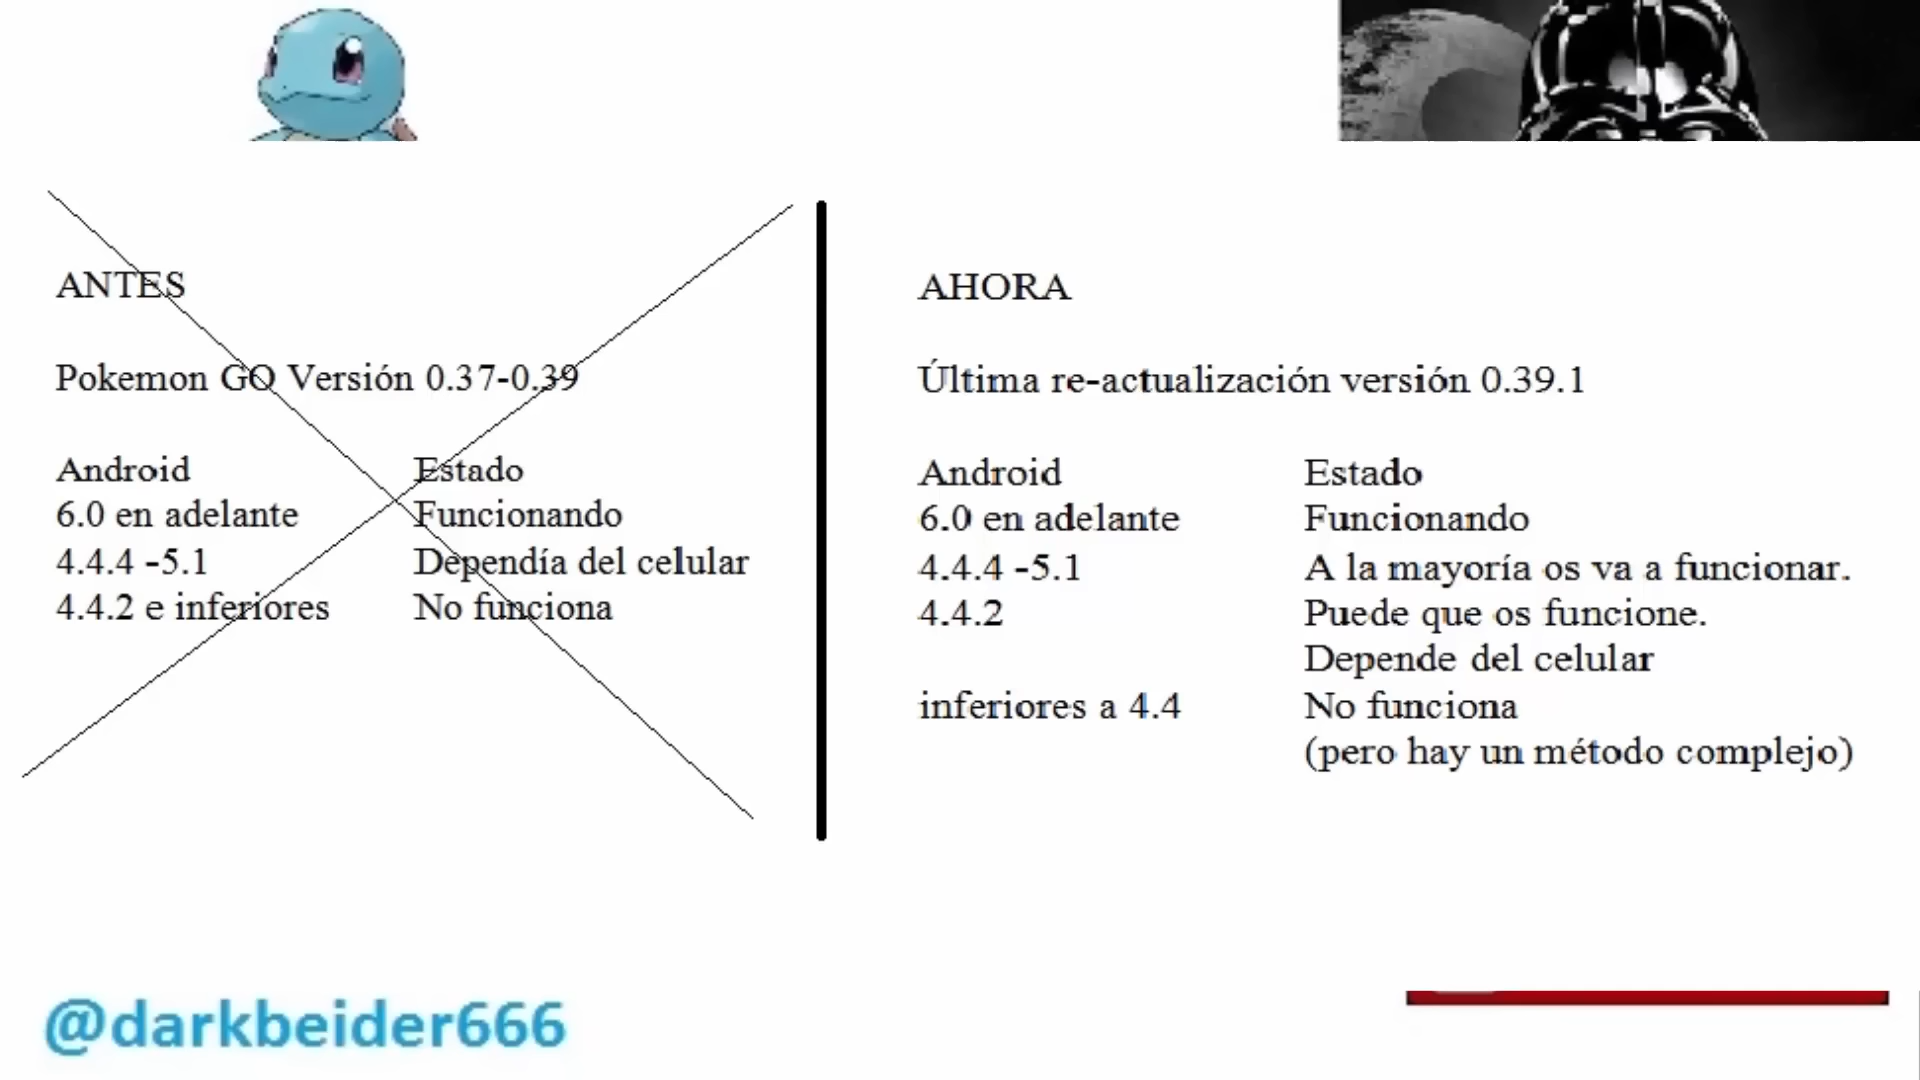 ANTES
Pokemon GO Versión 0.37-0.39
Android Estado
6.0 en adelante Funcionando
4.4.4 -5.1 Dependía del celular
4.4.2 e inferiores No funciona
AHORA
Última re-actualización versión 0.39.1
Android Estado
6.0 en adelante Funcionando
4.4.4 -5.1 A la mayoría os va a funcionar.
4.4.2 Puede que os funcione.
Depende del celular
inferiores a 4.4 No funciona
(pero hay un método complejo)
@darkbeider666